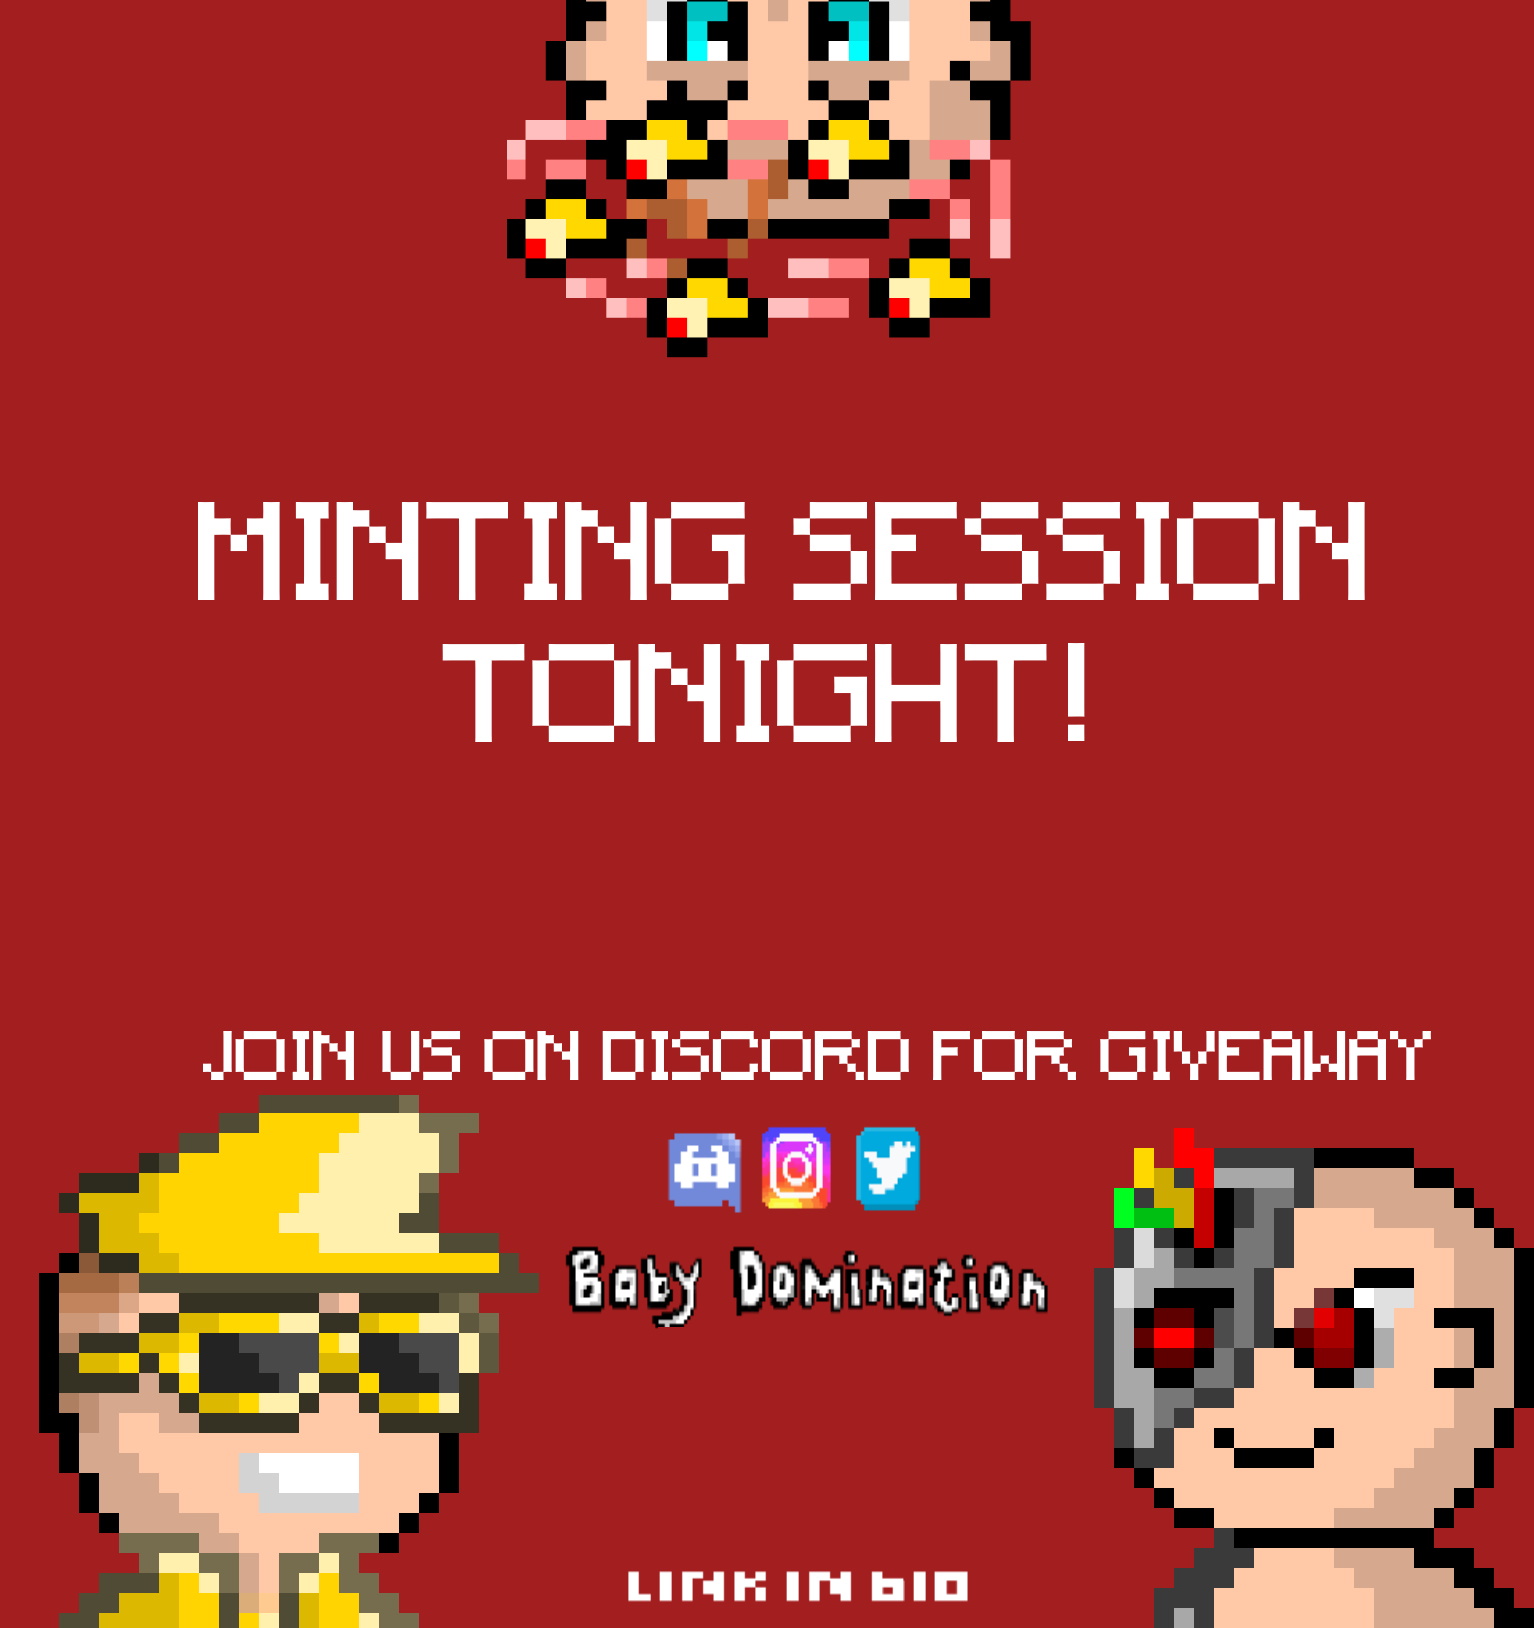 MINTING SESSION
TONIGHT!
JOIN US ON DISCORD FOR GIVEAWAY
Baby Domination
LINK IN BIO